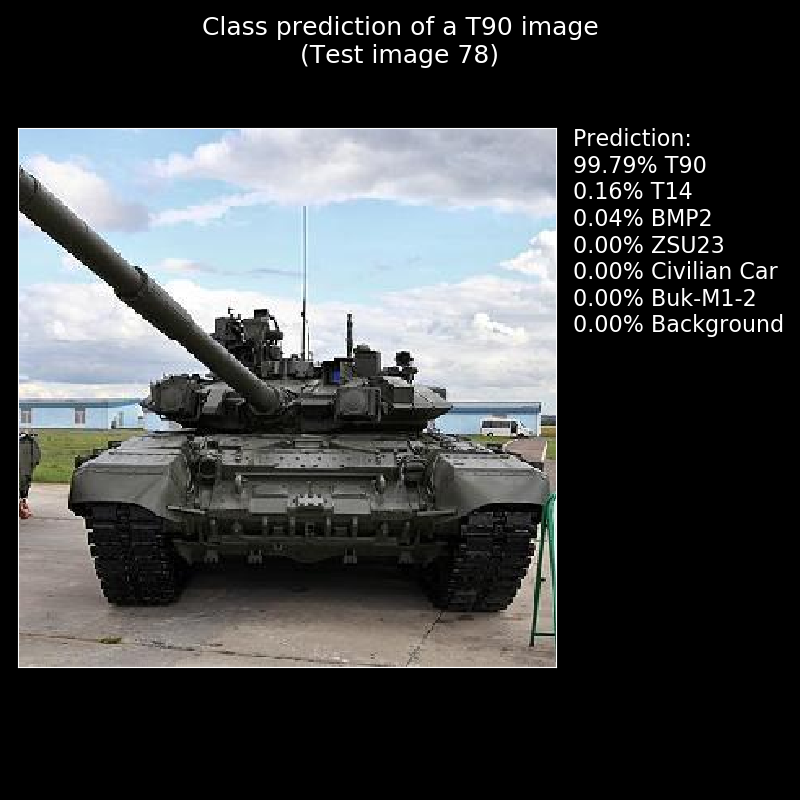 Class prediction of a T90 image
(Test image 78)
Prediction:
99.79% T90
0.16% T14
0.04% BMP2
0.00% ZSU23
0.00% Civilian Car
0.00% Buk-M1-2
0.00% Background